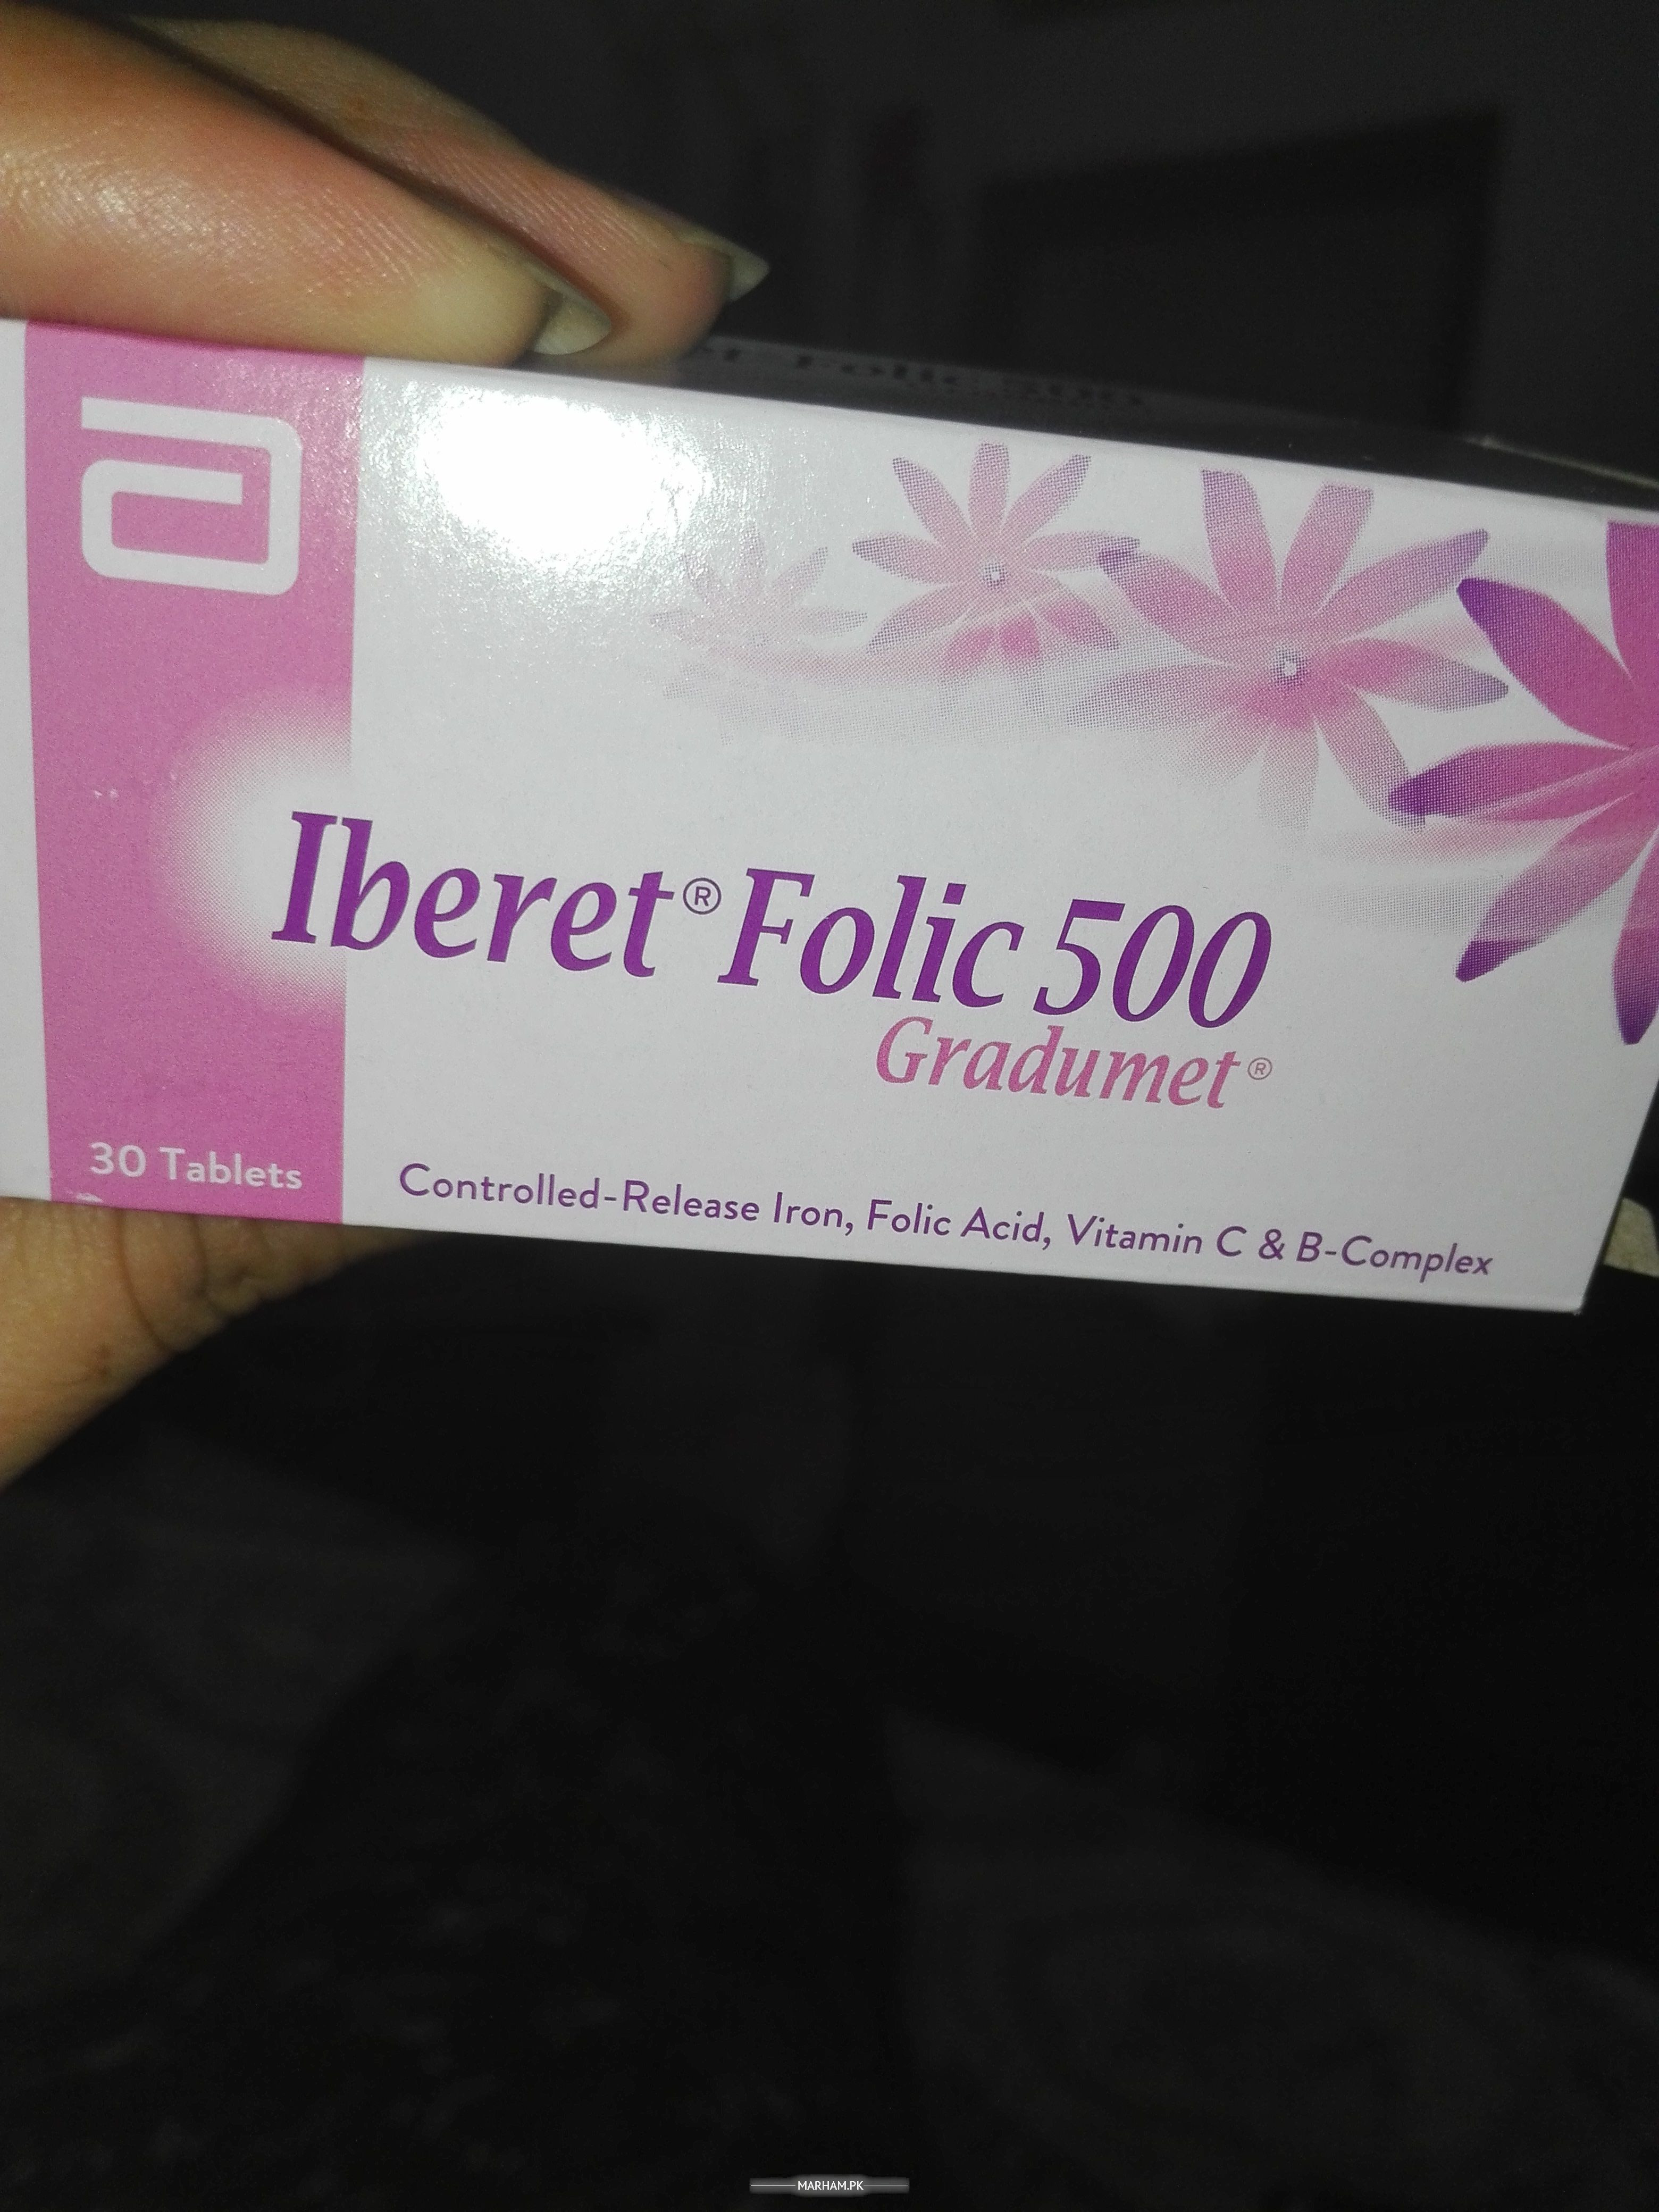 Iberet® Folic 500
Gradumet®
30 Tablets
Controlled-Release Iron, Folic Acid, Vitamin C & B-Complex
MARHAM.PK